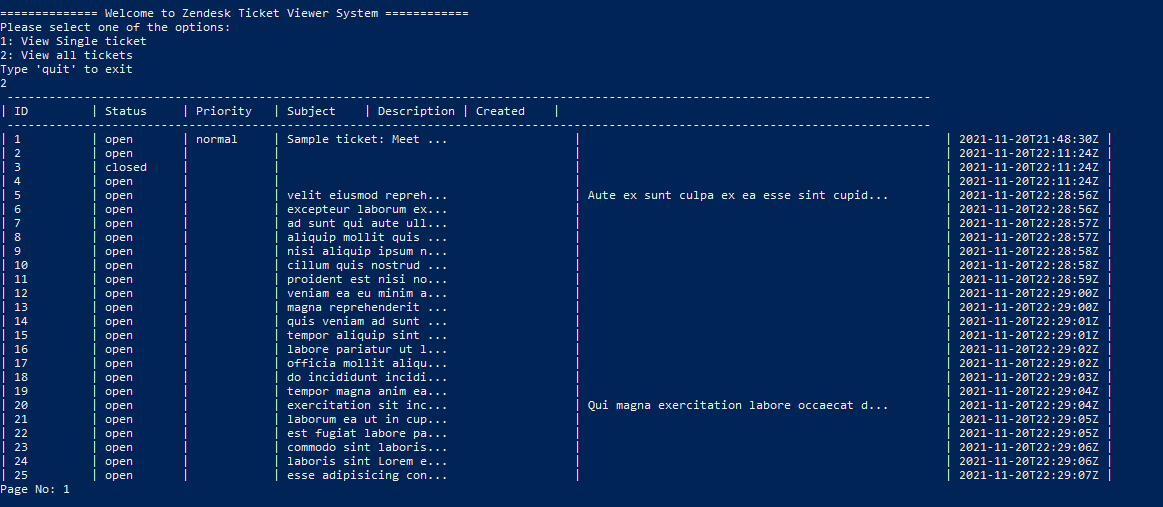 ============== Welcome to Zendesk Ticket Viewer System ============
Please select one of the options:
1: View Single ticket
2: View all tickets
Type 'quit' to exit
2
------------------------------------------------------------------------------------------------------------------------------------
| ID | Status | Priority | Subject | Description | Created |
------------------------------------------------------------------------------------------------------------------------------------
| 1 | open | normal | Sample ticket: Meet ... | | 2021-11-20T21:48:30Z |
| 2 | open | | | | 2021-11-20T22:11:24Z |
| 3 | closed | | | | 2021-11-20T22:11:24Z |
| 4 | open | | | | 2021-11-20T22:11:24Z |
| 5 | open | | velit eiusmod repreh... | Aute ex sunt culpa ex ea esse sint cupid... | 2021-11-20T22:28:56Z |
| 6 | open | | excepteur laborum ex... | | 2021-11-20T22:28:56Z |
| 7 | open | | ad sunt qui aute ull... | | 2021-11-20T22:28:57Z |
| 8 | open | | aliquip mollit quis ... | | 2021-11-20T22:28:57Z |
| 9 | open | | nisi aliquip ipsum n... | | 2021-11-20T22:28:58Z |
| 10 | open | | cillum quis nostrud ... | | 2021-11-20T22:28:58Z |
| 11 | open | | proident est nisi no... | | 2021-11-20T22:28:59Z |
| 12 | open | | veniam ea eu minim a... | | 2021-11-20T22:29:00Z |
| 13 | open | | magna reprehenderit ... | | 2021-11-20T22:29:00Z |
| 14 | open | | quis veniam ad sunt ... | | 2021-11-20T22:29:01Z |
| 15 | open | | tempor aliquip sint ... | | 2021-11-20T22:29:01Z |
| 16 | open | | labore pariatur ut l... | | 2021-11-20T22:29:02Z |
| 17 | open | | officia mollit aliqu... | | 2021-11-20T22:29:02Z |
| 18 | open | | do incididunt incidi... | | 2021-11-20T22:29:03Z |
| 19 | open | | tempor magna anim ea... | | 2021-11-20T22:29:04Z |
| 20 | open | | exercitation sit inc... | Qui magna exercitation labore occaecat d... | 2021-11-20T22:29:04Z |
| 21 | open | | laborum ea ut in cup... | | 2021-11-20T22:29:05Z |
| 22 | open | | est fugiat labore pa... | | 2021-11-20T22:29:05Z |
| 23 | open | | commodo sint laboris... | | 2021-11-20T22:29:06Z |
| 24 | open | | laboris sint Lorem e... | | 2021-11-20T22:29:06Z |
| 25 | open | | esse adipisicing con... | | 2021-11-20T22:29:07Z |
Page No: 1